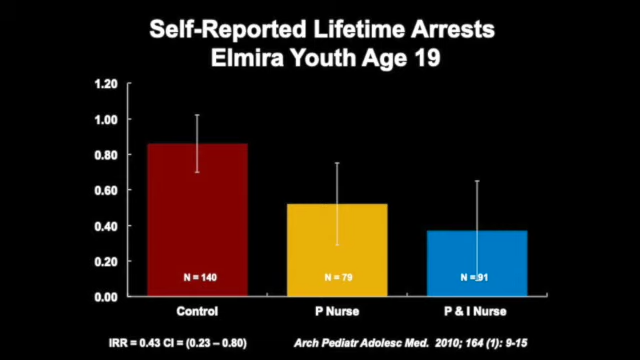 Self-Reported Lifetime Arrests
Elmira Youth Age 19
1.20
1.00
0.80
0.60
0.40
0.20
0.00
N = 140
N = 79
N = 91
Control
P Nurse
P & I Nurse
IRR = 0.43 CI = (0.23 – 0.80)
Arch Pediatr Adolesc Med. 2010; 164 (1): 9-15